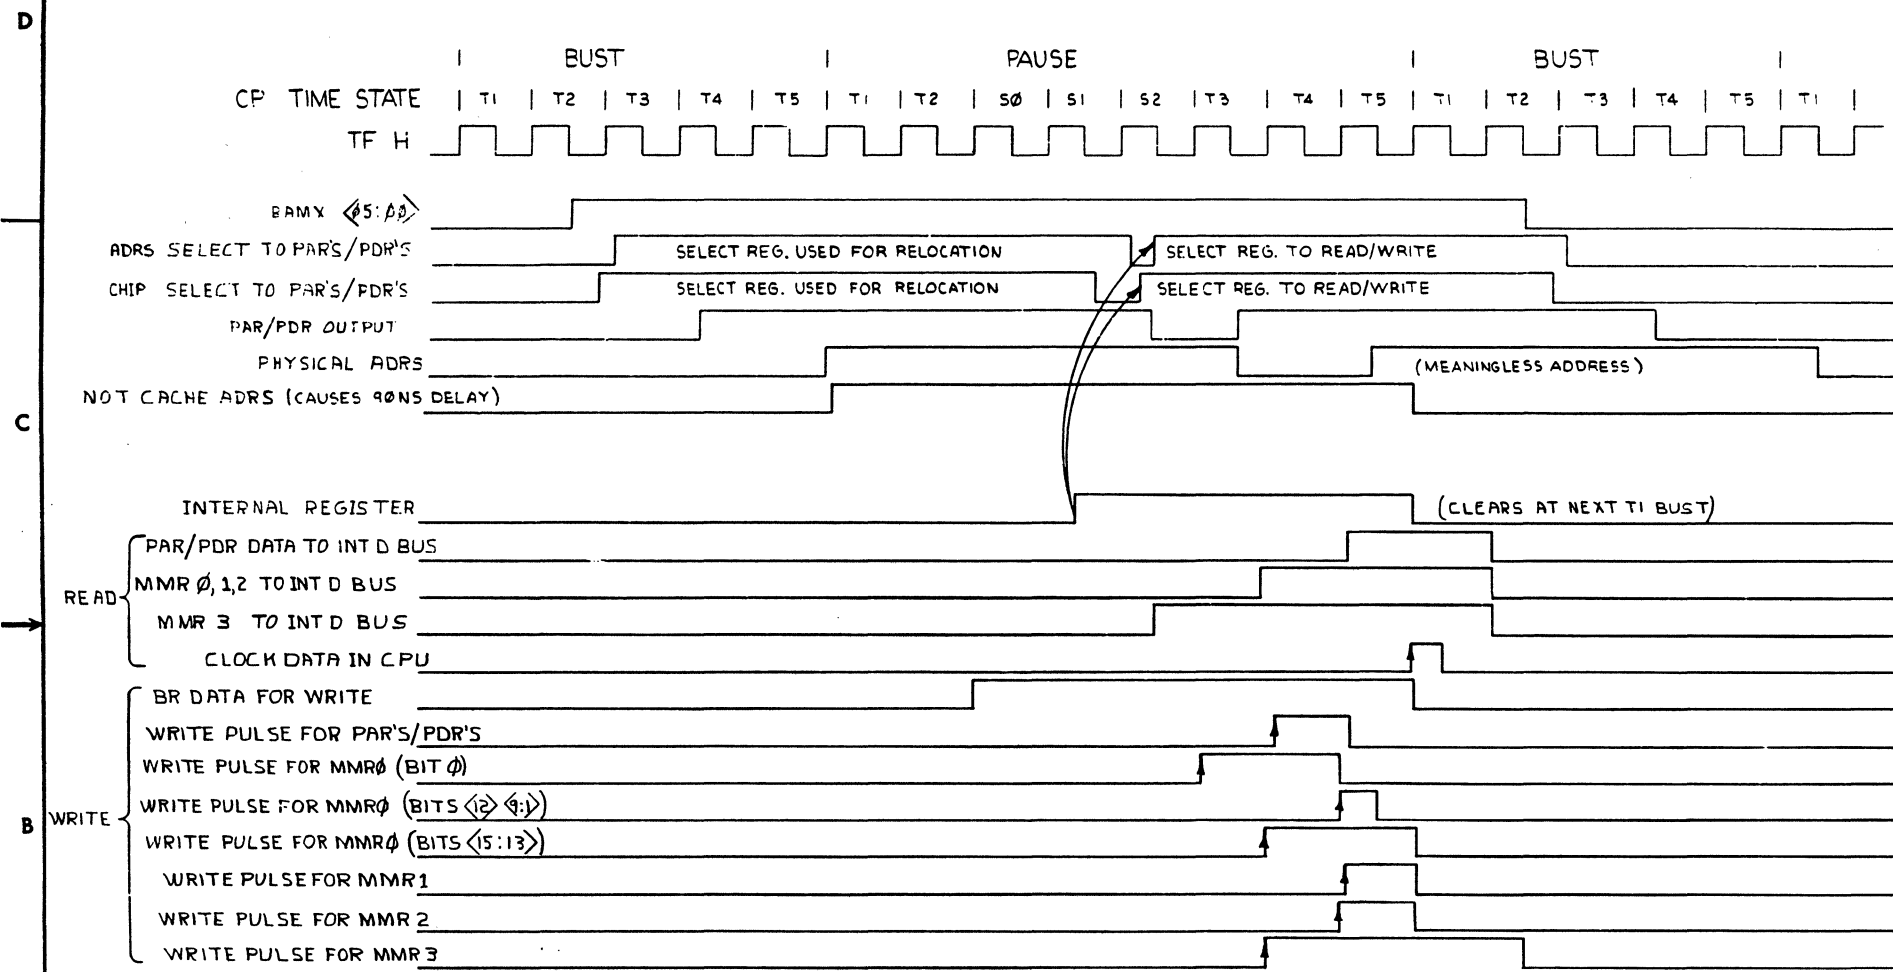 D
BUST PAUSE BUST
CP TIME STATE T1 T2 T3 T4 T5 T1 T2 SØ S1 S2 T3 T4 T5 T1 T2 T3 T4 T5 T1
TF H
BAMX <Ø5:ØØ>
ADRS SELECT TO PAR'S/PDR'S SELECT REG. USED FOR RELOCATION SELECT REG. TO READ/WRITE
CHIP SELECT TO PAR'S/PDR'S SELECT REG. USED FOR RELOCATION SELECT REG. TO READ/WRITE
PAR/PDR OUTPUT
PHYSICAL ADRS (MEANINGLESS ADDRESS)
NOT CACHE ADRS (CAUSES 9ØNS DELAY)
C
INTERNAL REGISTER (CLEARS AT NEXT T1 BUST)
PAR/PDR DATA TO INT D BUS
MMR Ø,1,2 TO INT D BUS
READ
MMR 3 TO INT D BUS
CLOCK DATA IN CPU
BR DATA FOR WRITE
WRITE PULSE FOR PAR'S/PDR'S
WRITE PULSE FOR MMRØ (BIT Ø)
WRITE PULSE FOR MMRØ (BITS <12> <9:1>)
B WRITE
WRITE PULSE FOR MMRØ (BITS <15:13>)
WRITE PULSE FOR MMR1
WRITE PULSE FOR MMR 2
WRITE PULSE FOR MMR 3